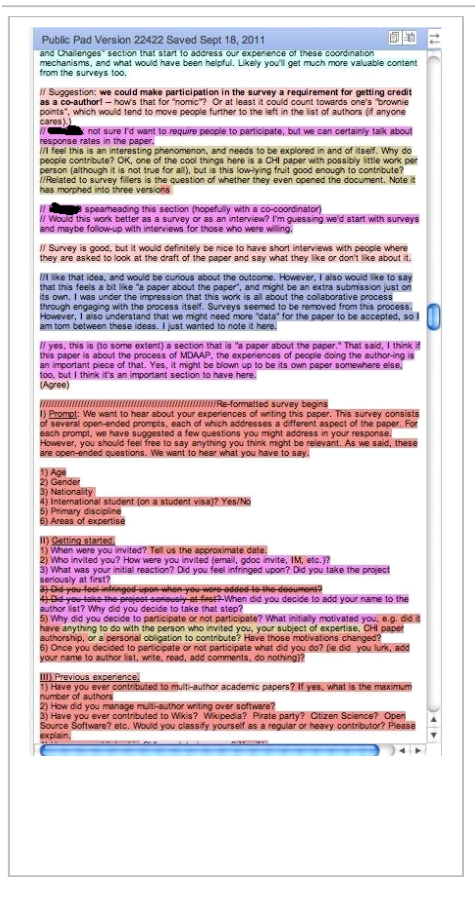 Public Pad Version 22422 Saved Sept 18, 2011
and Challenges" section that start to address our experience of these coordination
mechanisms, and what would have been helpful. Likely you'll get much more valuable content
from the surveys too.
// Suggestion: we could make participation in the survey a requirement for getting credit
as a co-author! -- how's that for "nomic"? Or at least it could count towards one's "brownie
points", which would tend to move people further to the left in the list of authors (if anyone
cares).)
// : not sure I'd want to require people to participate, but we can certainly talk about
response rates in the paper.
//I feel this is an interesting phenomenon, and needs to be explored in and of itself. Why do
people contribute? OK, one of the cool things here is a CHI paper with possibly little work per
person (although it is not true for all), but is this low-lying fruit good enough to contribute?
//Related to survey fillers is the question of whether they even opened the document. Note it
has morphed into three versions
// spearheading this section (hopefully with a co-coordinator)
// Would this work better as a survey or as an interview? I'm guessing we'd start with surveys
and maybe follow-up with interviews for those who were willing.
// Survey is good, but it would definitely be nice to have short interviews with people where
they are asked to look at the draft of the paper and say what they like or don't like about it.
//I like that idea, and would be curious about the outcome. However, I also would like to say
that this feels a bit like "a paper about the paper", and might be an extra submission just on
its own. I was under the impression that this work is all about the collaborative process
through engaging with the process itself. Surveys seemed to be removed from this process.
However, I also understand that we might need more "data" for the paper to be accepted, so I
am torn between these ideas. I just wanted to note it here.
// yes, this is (to some extent) a section that is "a paper about the paper." That said, I think if
this paper is about the process of MDAAP, the experiences of people doing the author-ing is
an important piece of that. Yes, it might be blown up to be its own paper somewhere else,
too, but I think it's an important section to have here.
(Agree)
////////////////////////////////////////////////////////////////Re-formatted survey begins
I) Prompt: We want to hear about your experiences of writing this paper. This survey consists
of several open-ended prompts, each of which addresses a different aspect of the paper. For
each prompt, we have suggested a few questions you might address in your response.
However, you should feel free to say anything you think might be relevant. As we said, these
are open-ended questions. We want to hear what you have to say.
1) Age
2) Gender
3) Nationality
4) International student (on a student visa)? Yes/No
5) Primary discipline
6) Areas of expertise
II) Getting started.
1) When were you invited? Tell us the approximate date.
2) Who invited you? How were you invited (email, gdoc invite, IM, etc.)?
3) What was your initial reaction? Did you feel infringed upon? Did you take the project
seriously at first?
3) Did you feel infringed upon when you were added to the document?
4) Did you take the project seriously at first? When did you decide to add your name to the
author list? Why did you decide to take that step?
5) Why did you decide to participate or not participate? What initially motivated you, e.g. did it
have anything to do with the person who invited you, your subject of expertise, CHI paper
authorship, or a personal obligation to contribute? Have those motivations changed?
6) Once you decided to participate or not participate what did you do? (ie did you lurk, add
your name to author list, write, read, add comments, do nothing)?
III) Previous experience.
1) Have you ever contributed to multi-author academic papers? If yes, what is the maximum
number of authors
2) How did you manage multi-author writing over software?
3) Have you ever contributed to Wikis? Wikipedia? Pirate party? Citizen Science? Open
Source Software? etc. Would you classify yourself as a regular or heavy contributor? Please
explain.